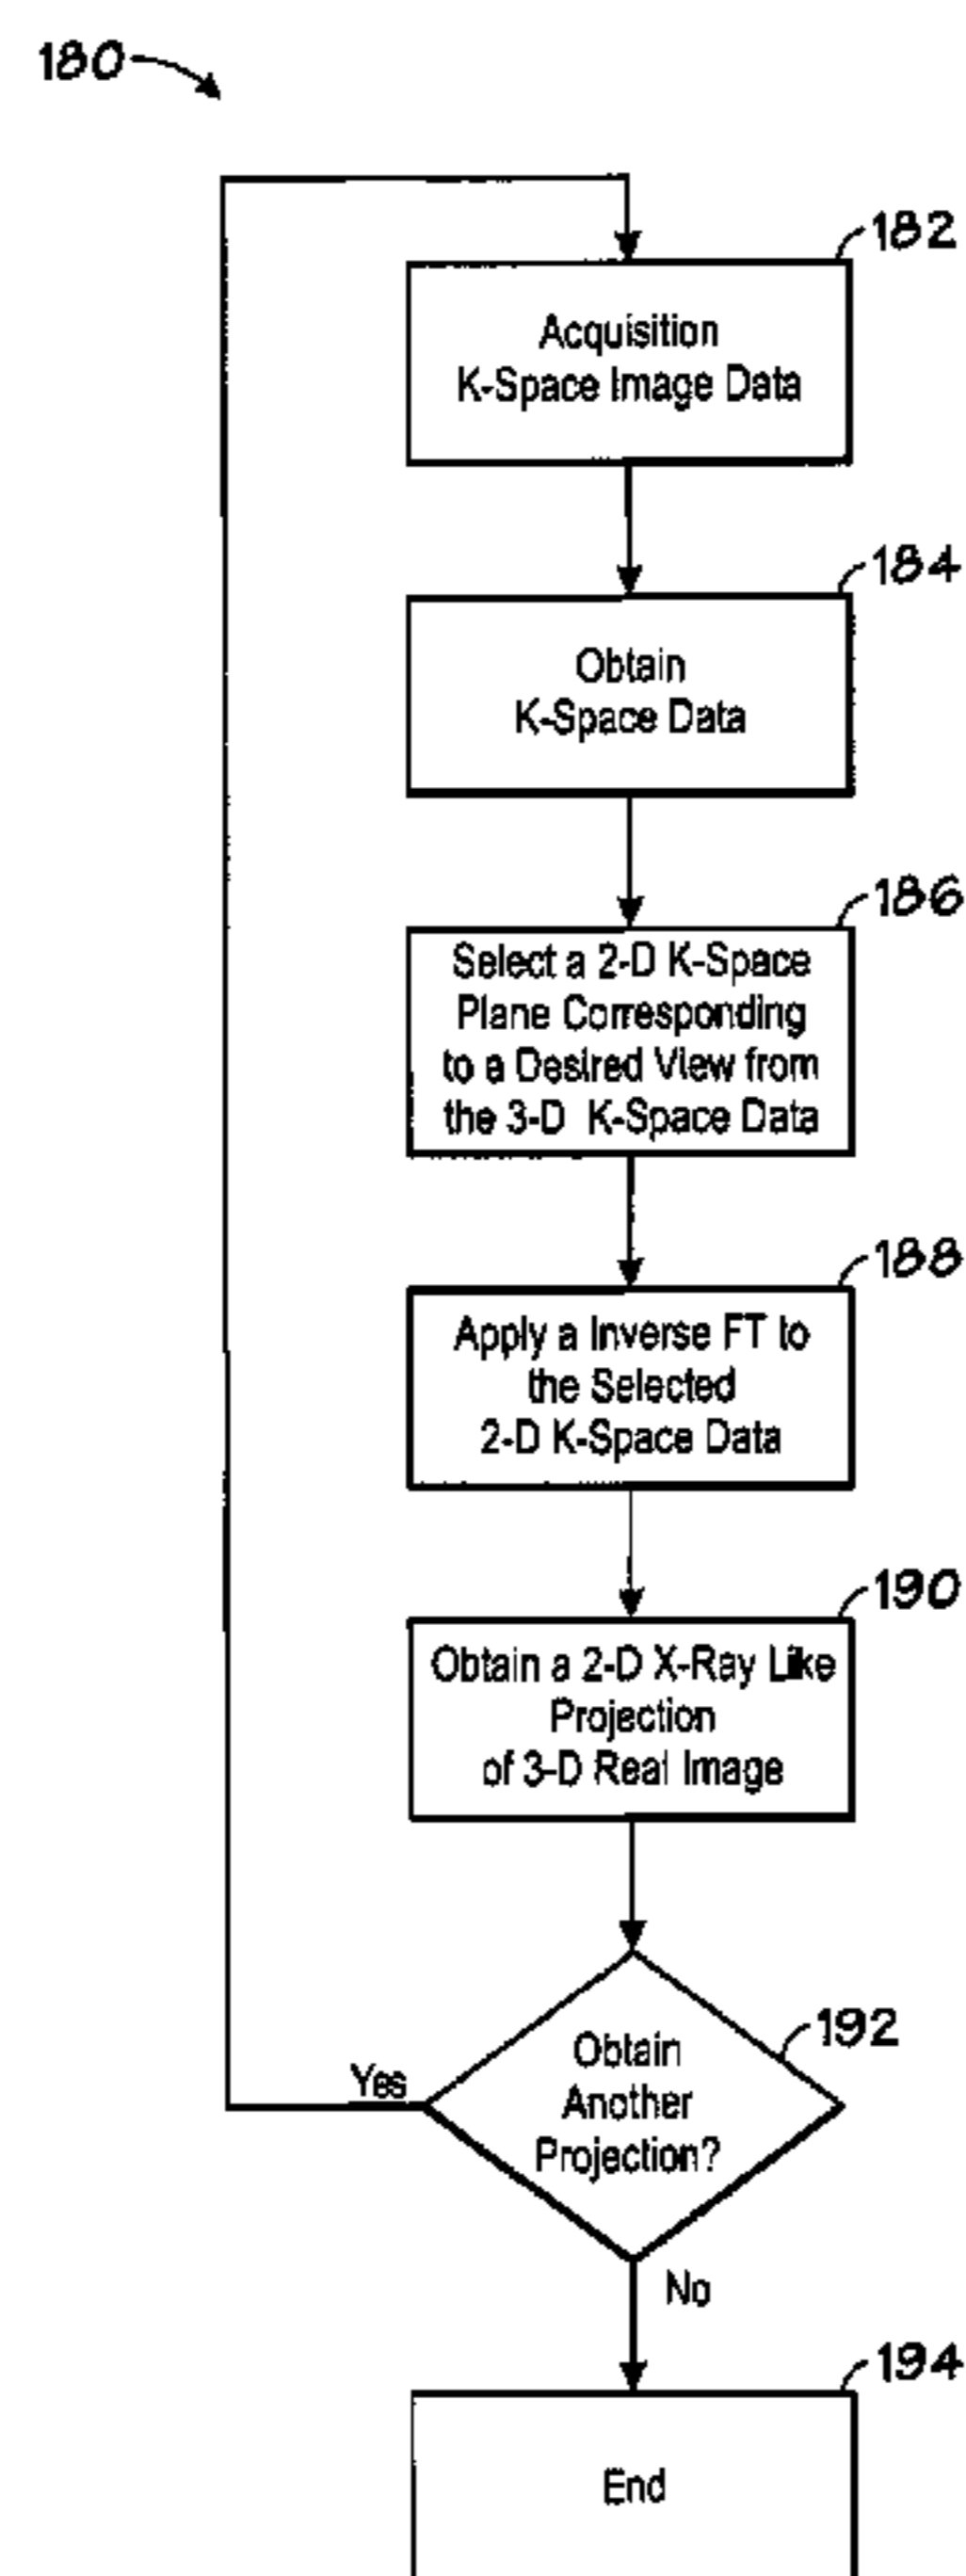 180
182
Acquisition
K-Space Image Data
184
Obtain
K-Space Data
186
Select a 2-D K-Space
Plane Corresponding
to a Desired View from
the 3-D K-Space Data
188
Apply a Inverse FT to
the Selected
2-D K-Space Data
190
Obtain a 2-D X-Ray Like
Projection
of 3-D Real Image
192
Obtain
Another
Projection?
Yes
No
194
End